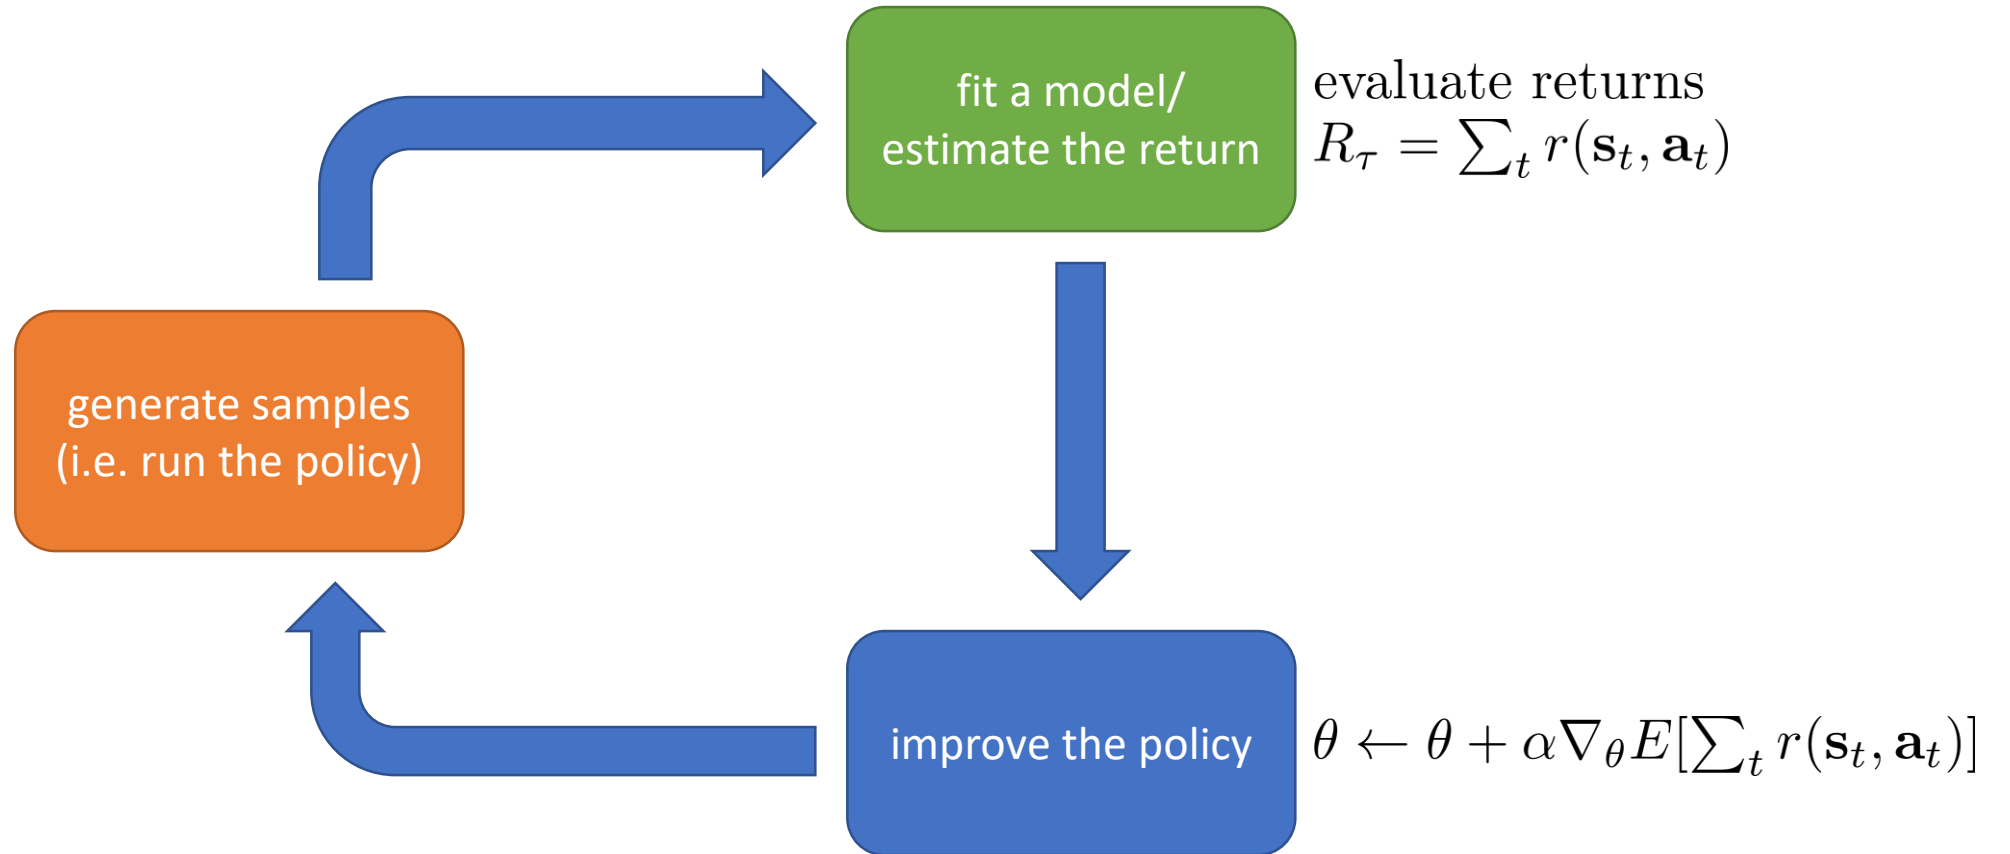 fit a model/
estimate the return
evaluate returns
R_τ = ∑_t r(s_t, a_t)
generate samples
(i.e. run the policy)
improve the policy
θ ← θ + α∇_θ E[∑_t r(s_t, a_t)]